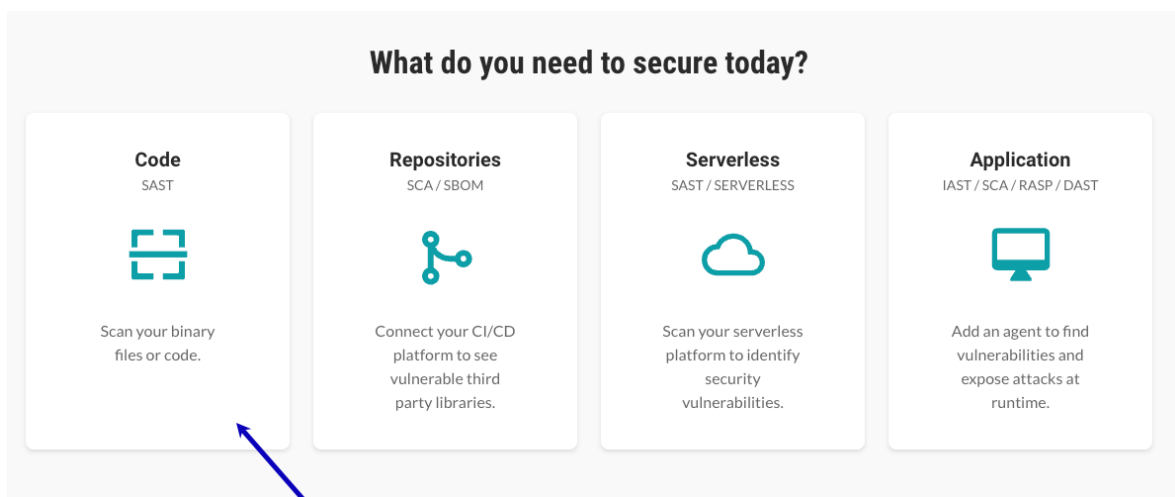 What do you need to secure today?
Code
SAST
Scan your binary
files or code.
Repositories
SCA / SBOM
Connect your CI/CD
platform to see
vulnerable third
party libraries.
Serverless
SAST / SERVERLESS
Scan your serverless
platform to identify
security
vulnerabilities.
Application
IAST / SCA / RASP / DAST
Add an agent to find
vulnerabilities and
expose attacks at
runtime.